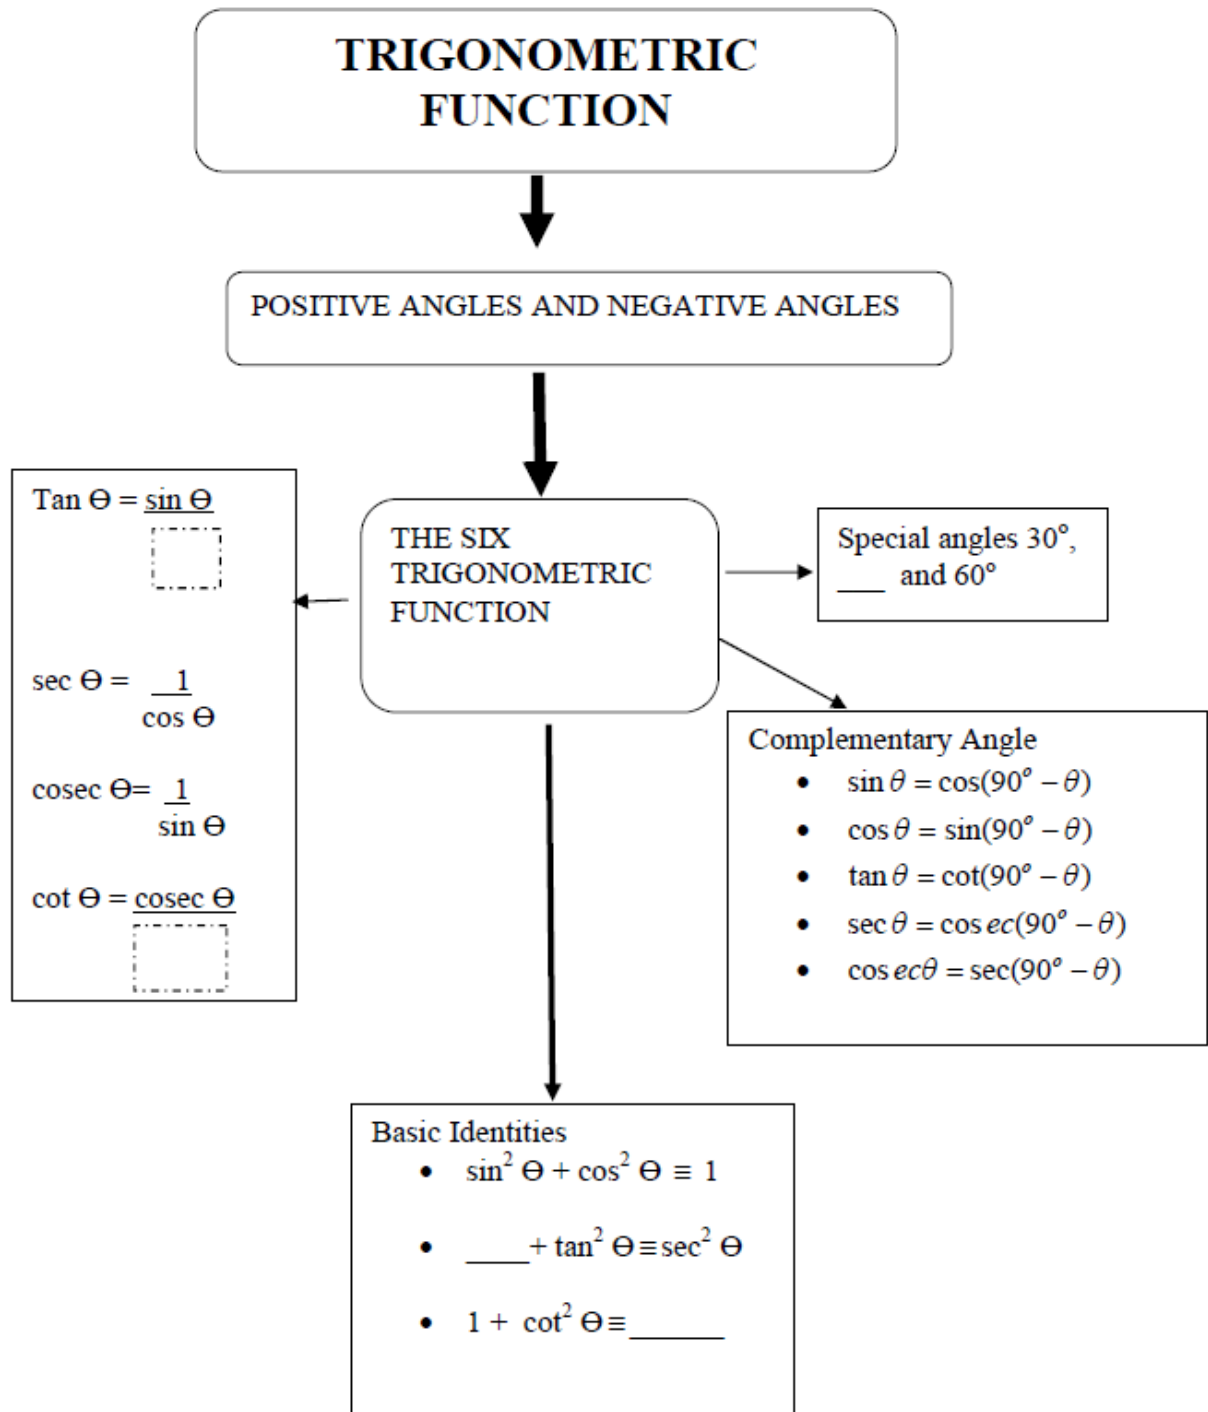 TRIGONOMETRIC
FUNCTION
POSITIVE ANGLES AND NEGATIVE ANGLES
Tan Ɵ = sin Ɵ
sec Ɵ = 1
cos Ɵ
cosec Ɵ= 1
sin Ɵ
cot Ɵ = cosec Ɵ
THE SIX
TRIGONOMETRIC
FUNCTION
Special angles 30°,
___ and 60°
Complementary Angle
• sin θ = cos(90° − θ)
• cos θ = sin(90° − θ)
• tan θ = cot(90° − θ)
• sec θ = cos ec(90° − θ)
• cos ecθ = sec(90° − θ)
Basic Identities
• sin² Ɵ + cos² Ɵ ≡ 1
• ____+ tan² Ɵ ≡ sec² Ɵ
• 1 + cot² Ɵ ≡ ______